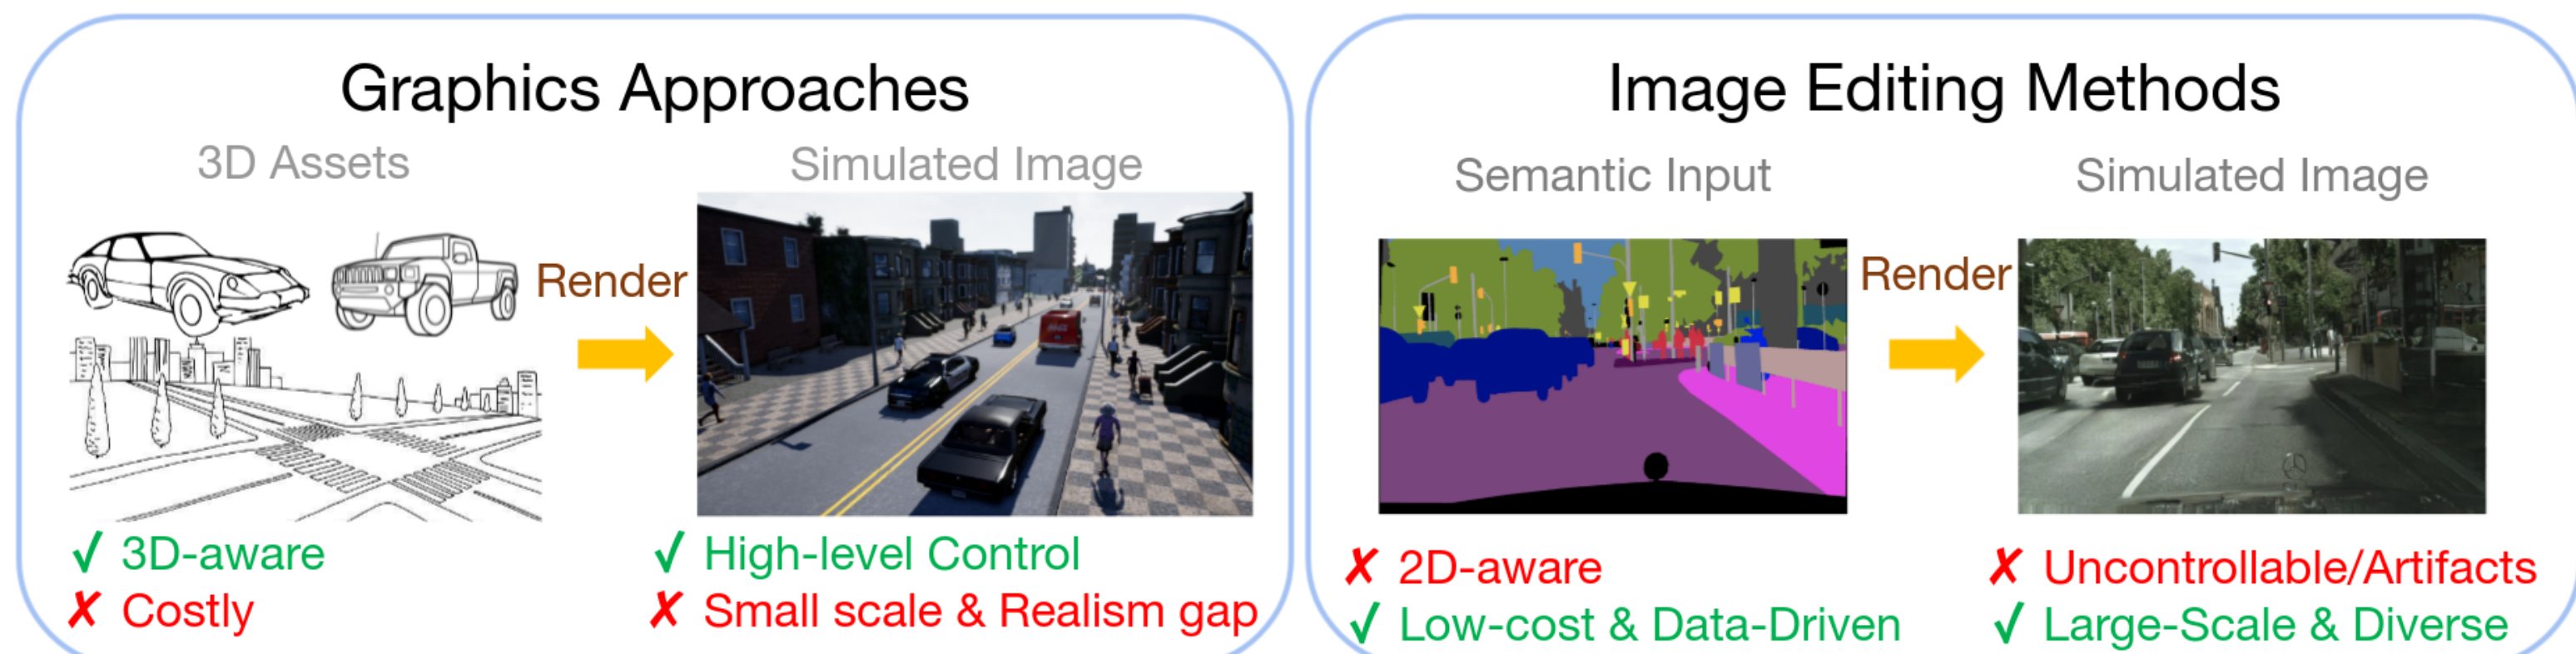 Graphics Approaches
3D Assets
Simulated Image
Render
✓ 3D-aware
✗ Costly
✓ High-level Control
✗ Small scale & Realism gap
Image Editing Methods
Semantic Input
Simulated Image
Render
✗ 2D-aware
✓ Low-cost & Data-Driven
✗ Uncontrollable/Artifacts
✓ Large-Scale & Diverse